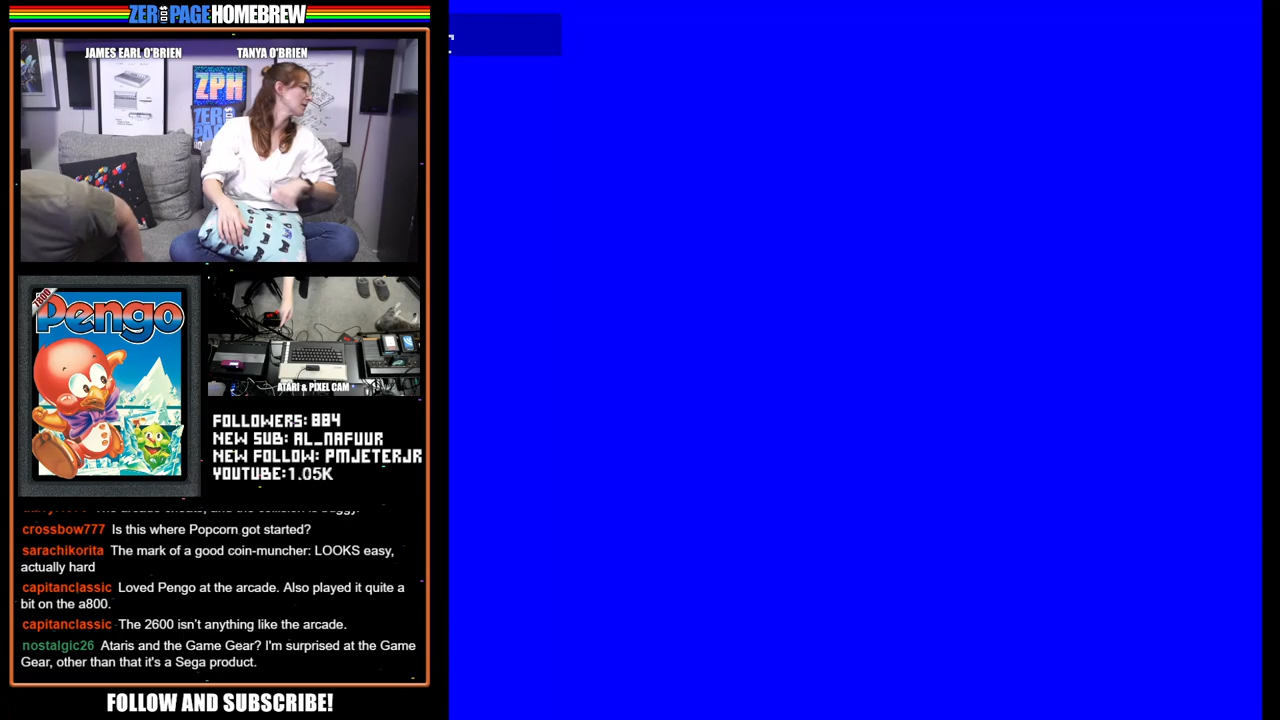 ZEROPAGE HOMEBREW
JAMES EARL O'BRIEN
TANYA O'BRIEN
ZPH
7800
Pengo
ATARI & PIXEL CAM
FOLLOWERS: 884
NEW SUB: AL_NAFUUR
NEW FOLLOW: PMJETERJR
YOUTUBE:1.05K
crossbow777 Is this where Popcorn got started?
sarachikorita The mark of a good coin-muncher: LOOKS easy,
actually hard
capitanclassic Loved Pengo at the arcade. Also played it quite a
bit on the a800.
capitanclassic The 2600 isn't anything like the arcade.
nostalgic26 Ataris and the Game Gear? I'm surprised at the Game
Gear, other than that it's a Sega product.
FOLLOW AND SUBSCRIBE!